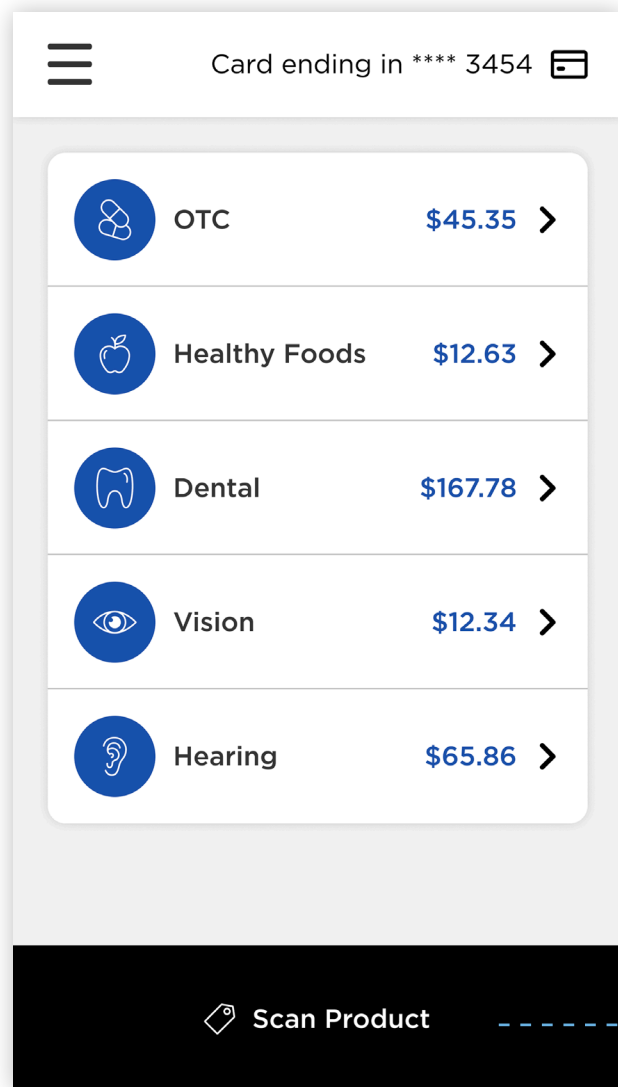 Card ending in **** 3454
OTC $45.35
Healthy Foods $12.63
Dental $167.78
Vision $12.34
Hearing $65.86
Scan Product